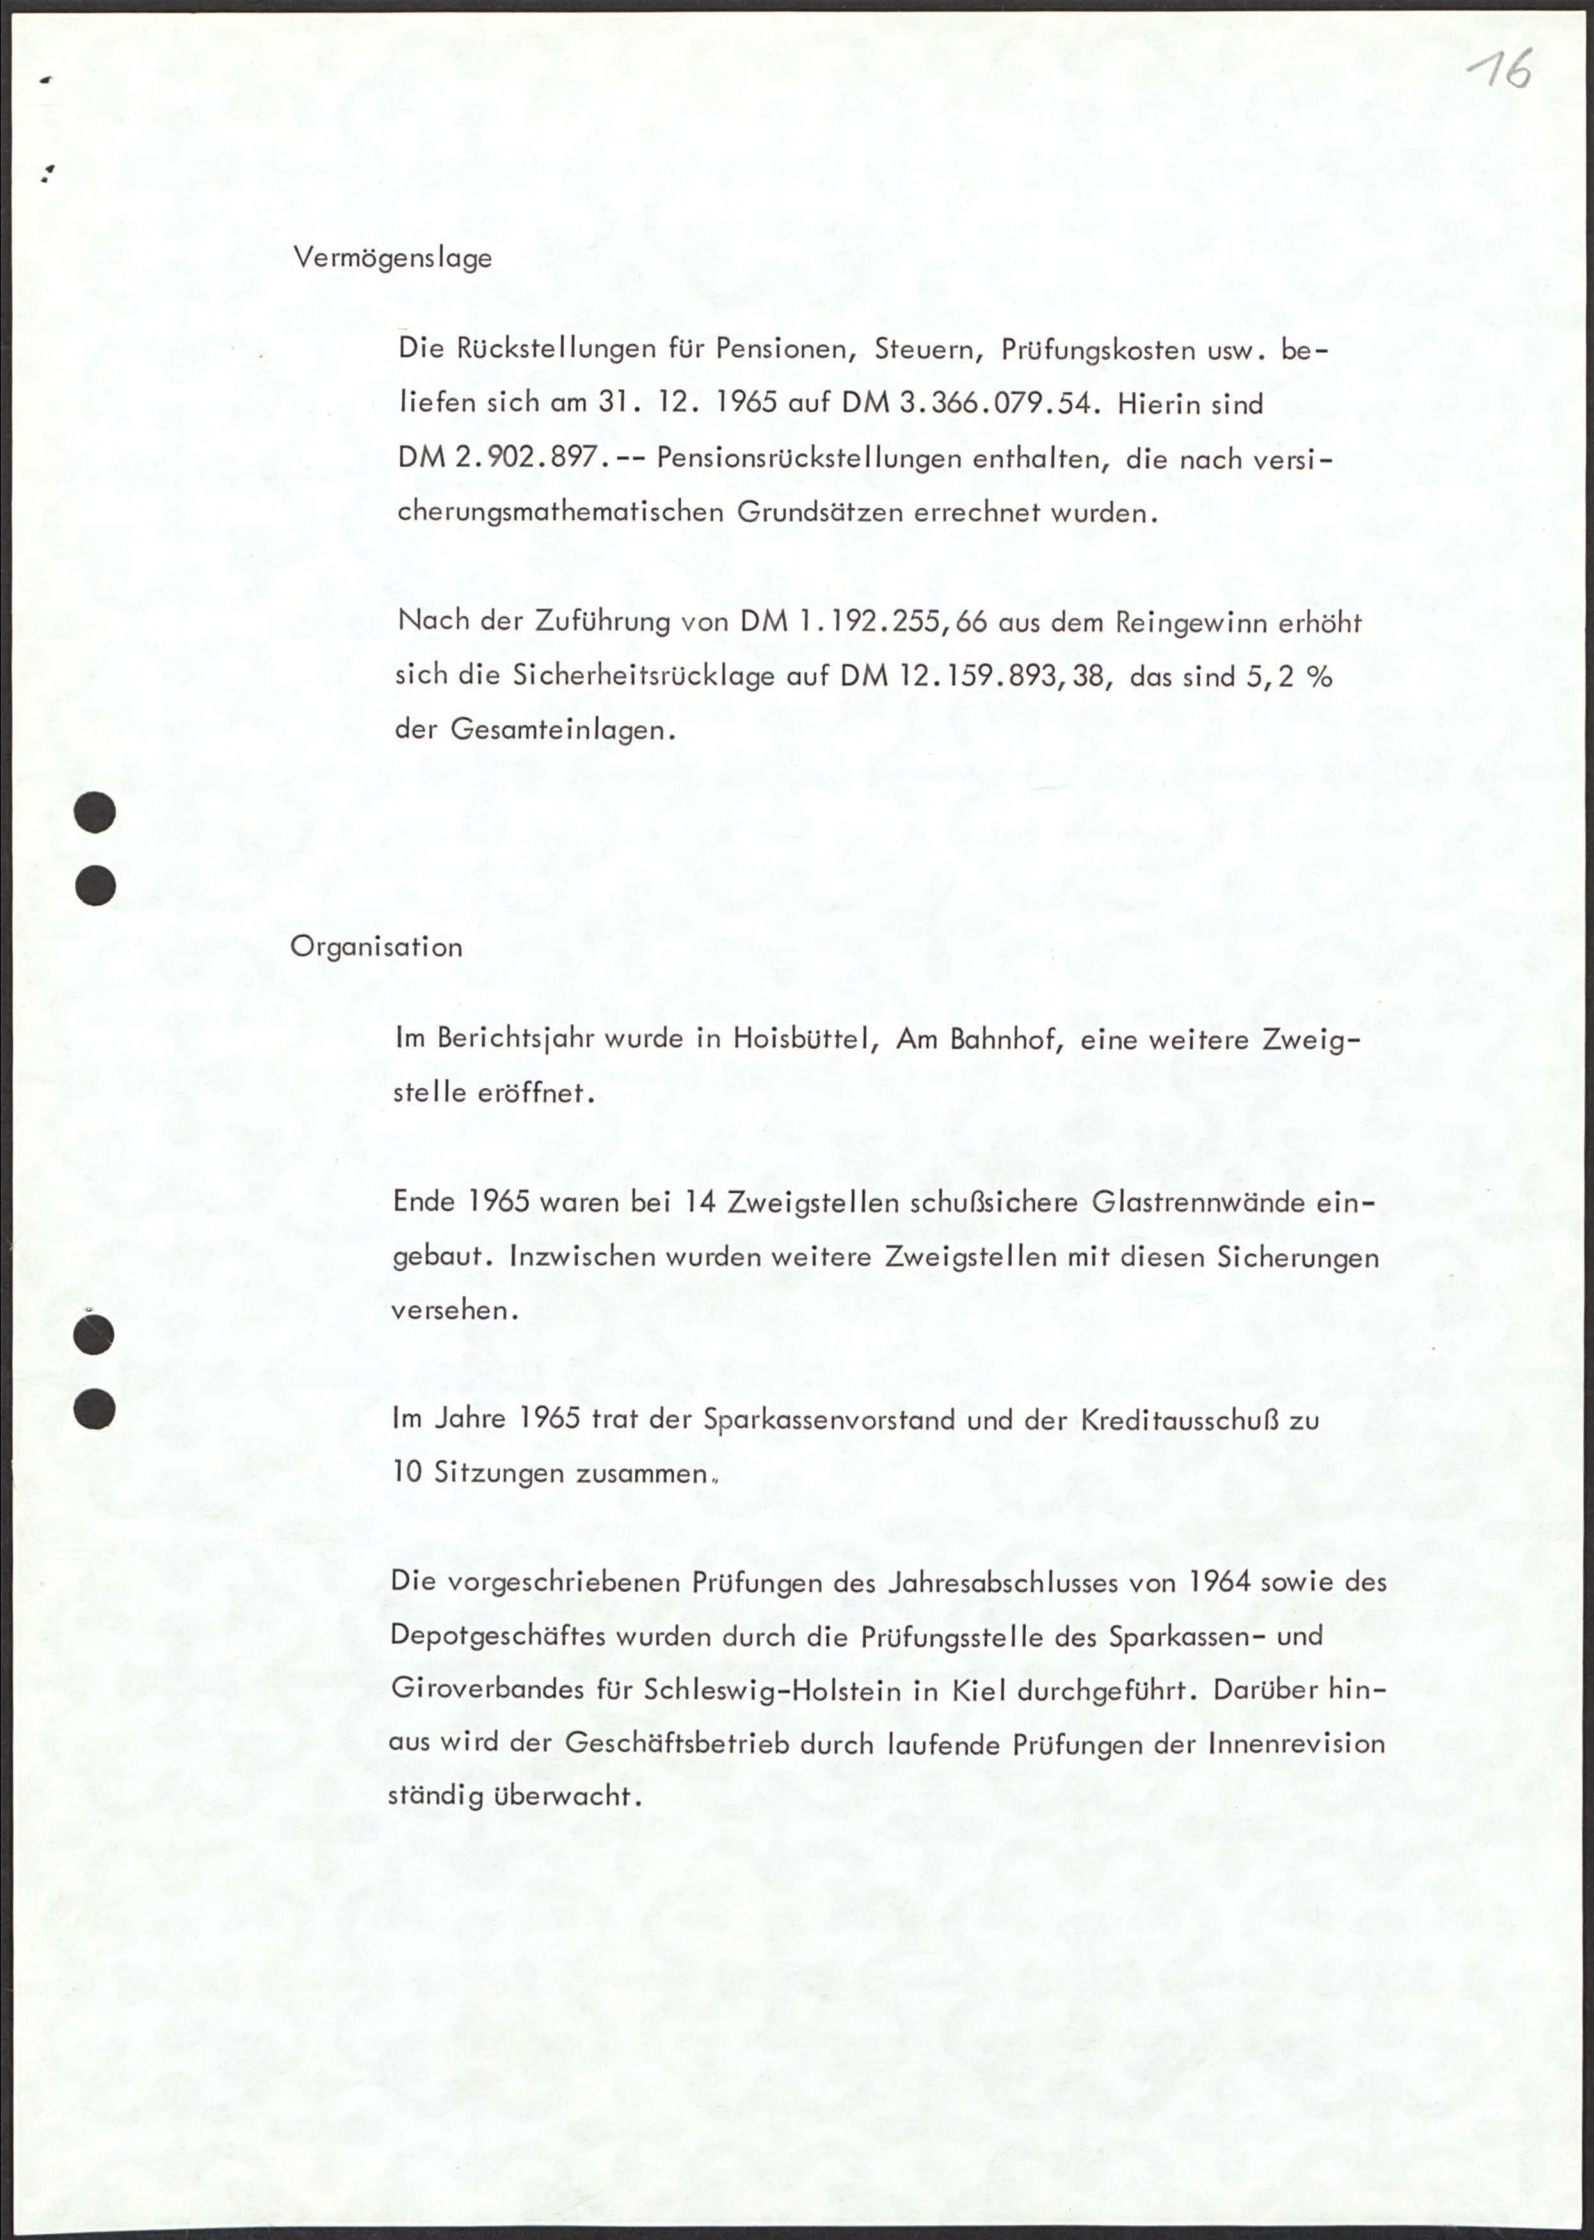 16
Vermögenslage
Die Rückstellungen für Pensionen, Steuern, Prüfungskosten usw. be-
liefen sich am 31. 12. 1965 auf DM 3.366.079.54. Hierin sind
DM 2.902.897.-- Pensionsrückstellungen enthalten, die nach versi-
cherungsmathematischen Grundsätzen errechnet wurden.
Nach der Zuführung von DM 1.192.255,66 aus dem Reingewinn erhöht
sich die Sicherheitsrücklage auf DM 12.159.893,38, das sind 5,2 %
der Gesamteinlagen.
Organisation
Im Berichtsjahr wurde in Hoisbüttel, Am Bahnhof, eine weitere Zweig-
stelle eröffnet.
Ende 1965 waren bei 14 Zweigstellen schußsichere Glastrennwände ein-
gebaut. Inzwischen wurden weitere Zweigstellen mit diesen Sicherungen
versehen.
Im Jahre 1965 trat der Sparkassenvorstand und der Kreditausschuß zu
10 Sitzungen zusammen.
Die vorgeschriebenen Prüfungen des Jahresabschlusses von 1964 sowie des
Depotgeschäftes wurden durch die Prüfungsstelle des Sparkassen- und
Giroverbandes für Schleswig-Holstein in Kiel durchgeführt. Darüber hin-
aus wird der Geschäftsbetrieb durch laufende Prüfungen der Innenrevision
ständig überwacht.